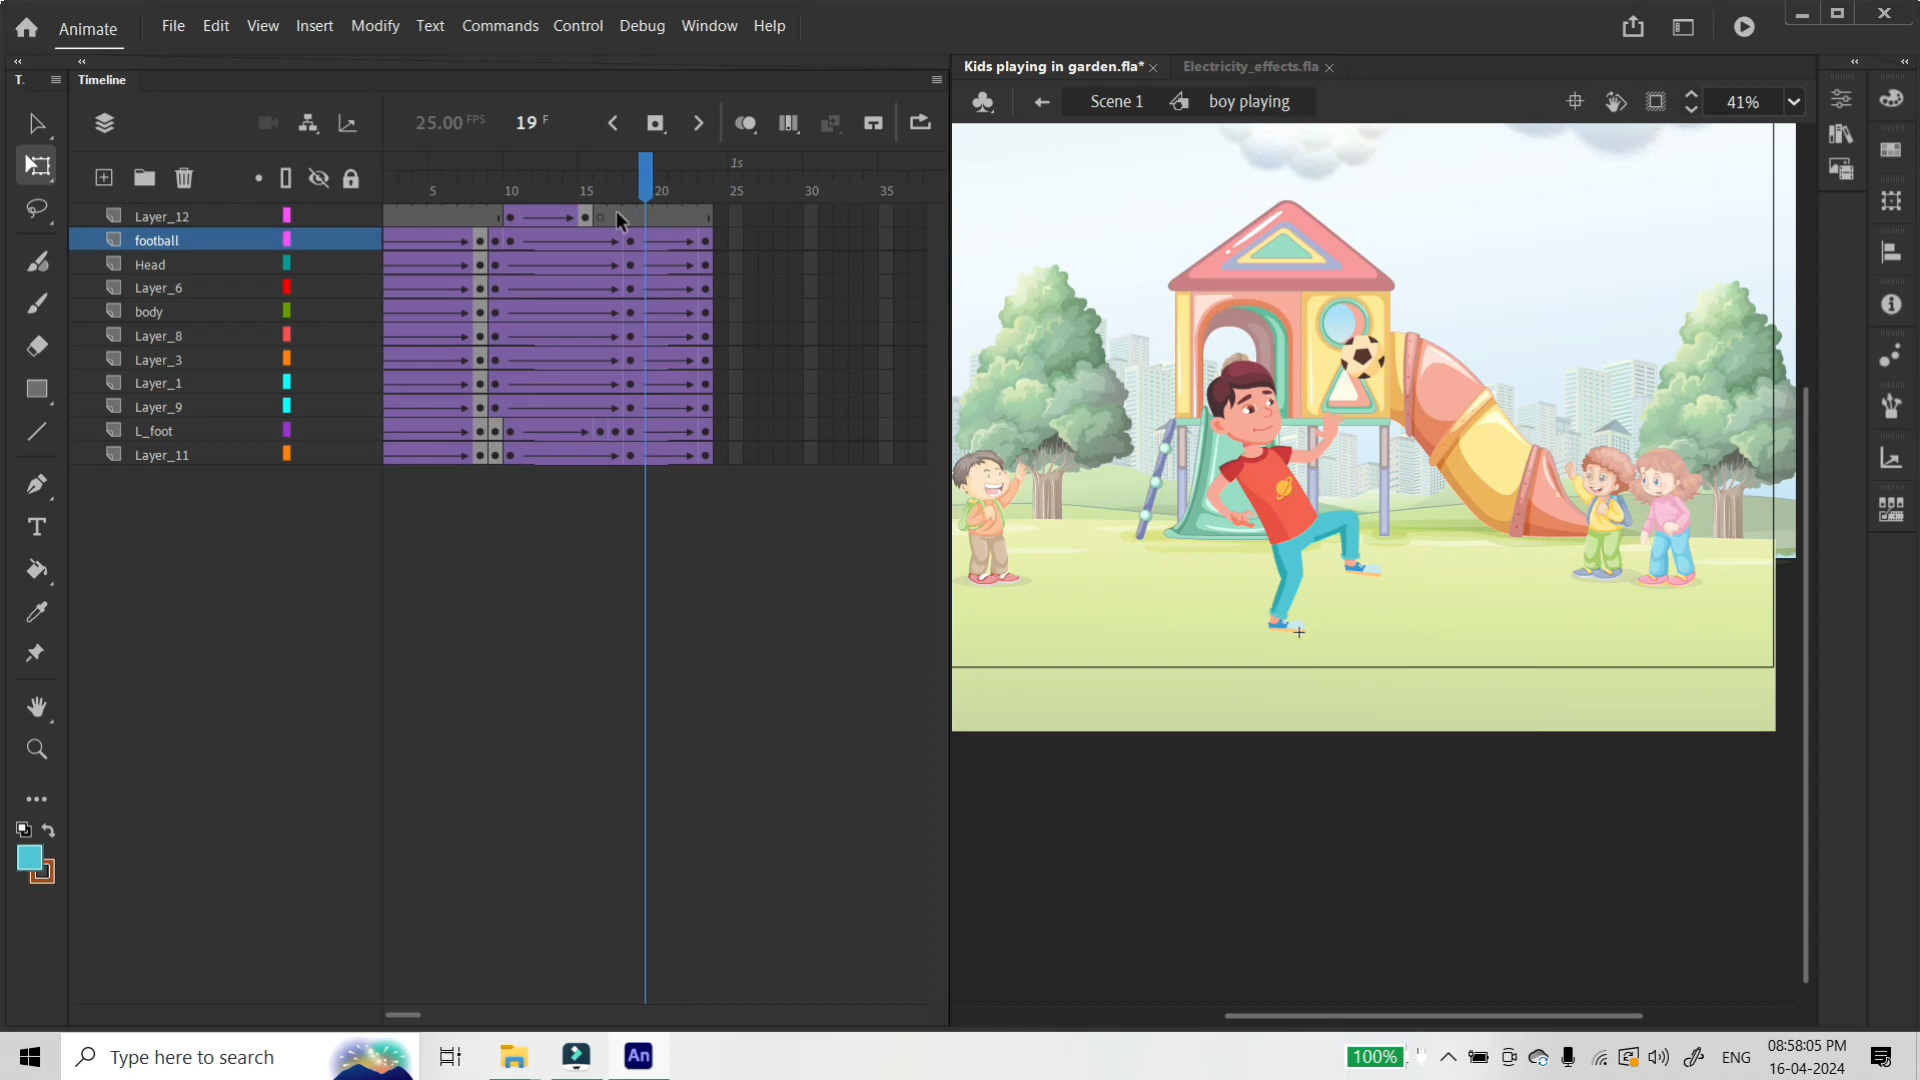 Animate File Edit View Insert Modify Text Commands Control Debug Window Help
T. Timeline Kids playing in garden.fla* × Electricity_effects.fla ×
25.00 FPS 19 F Scene 1 boy playing 41%
1s
5 10 15 20 25 30 35
Layer_12
football
Head
Layer_6
body
Layer_8
Layer_3
Layer_1
Layer_9
L_foot
Layer_11
Type here to search An 100% ENG 08:58:05 PM
16-04-2024